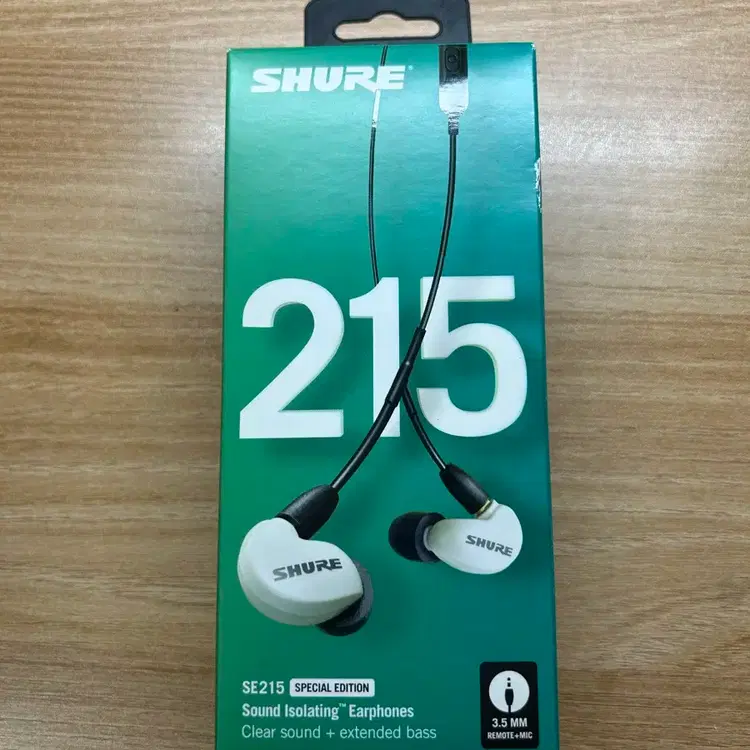 SHURE®
215
SHURE
SHURE
SE215 SPECIAL EDITION
Sound Isolating™ Earphones
Clear sound + extended bass
3.5 MM
REMOTE+MIC